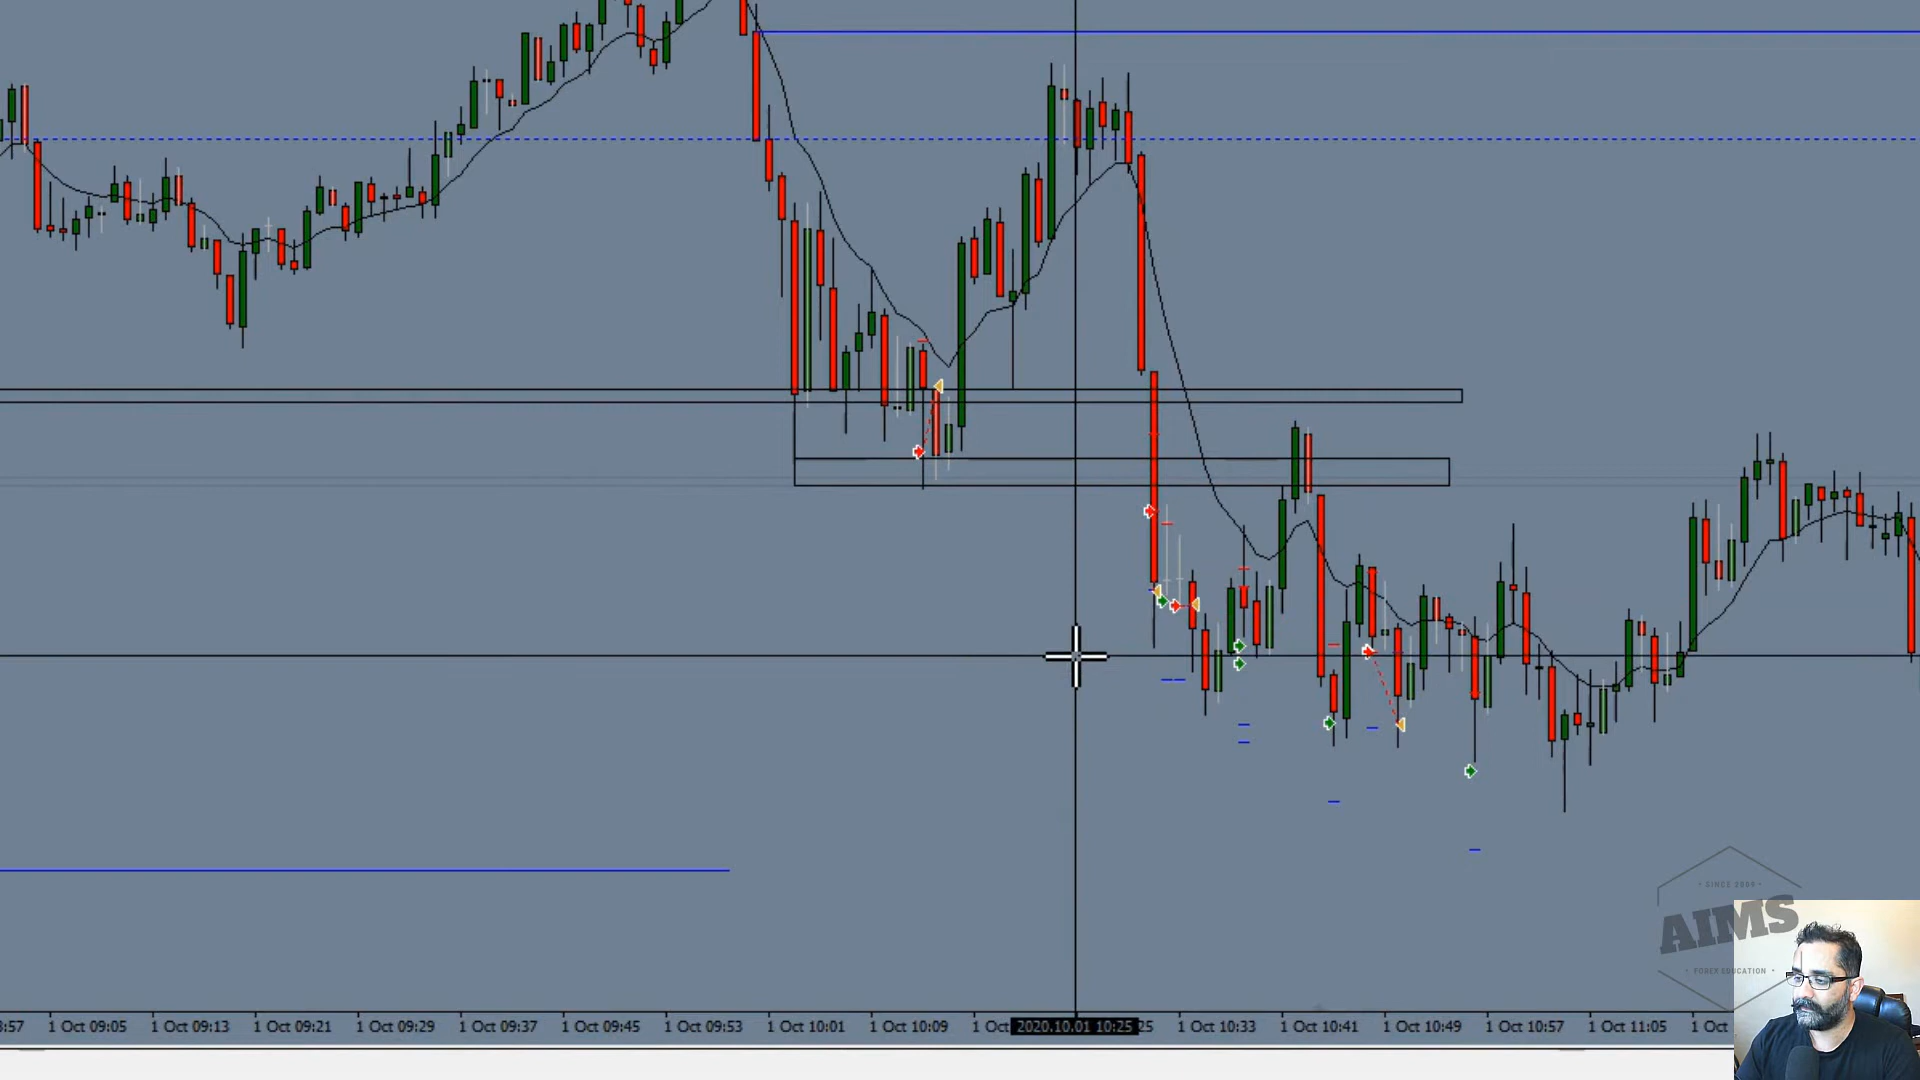 SINCE 2009
AIMS
FOREX EDUCATION
:57
1 Oct 09:05
1 Oct 09:13
1 Oct 09:21
1 Oct 09:29
1 Oct 09:37
1 Oct 09:45
1 Oct 09:53
1 Oct 10:01
1 Oct 10:09
1 Oct
2020.10.01 10:25
25
1 Oct 10:33
1 Oct 10:41
1 Oct 10:49
1 Oct 10:57
1 Oct 11:05
1 Oct